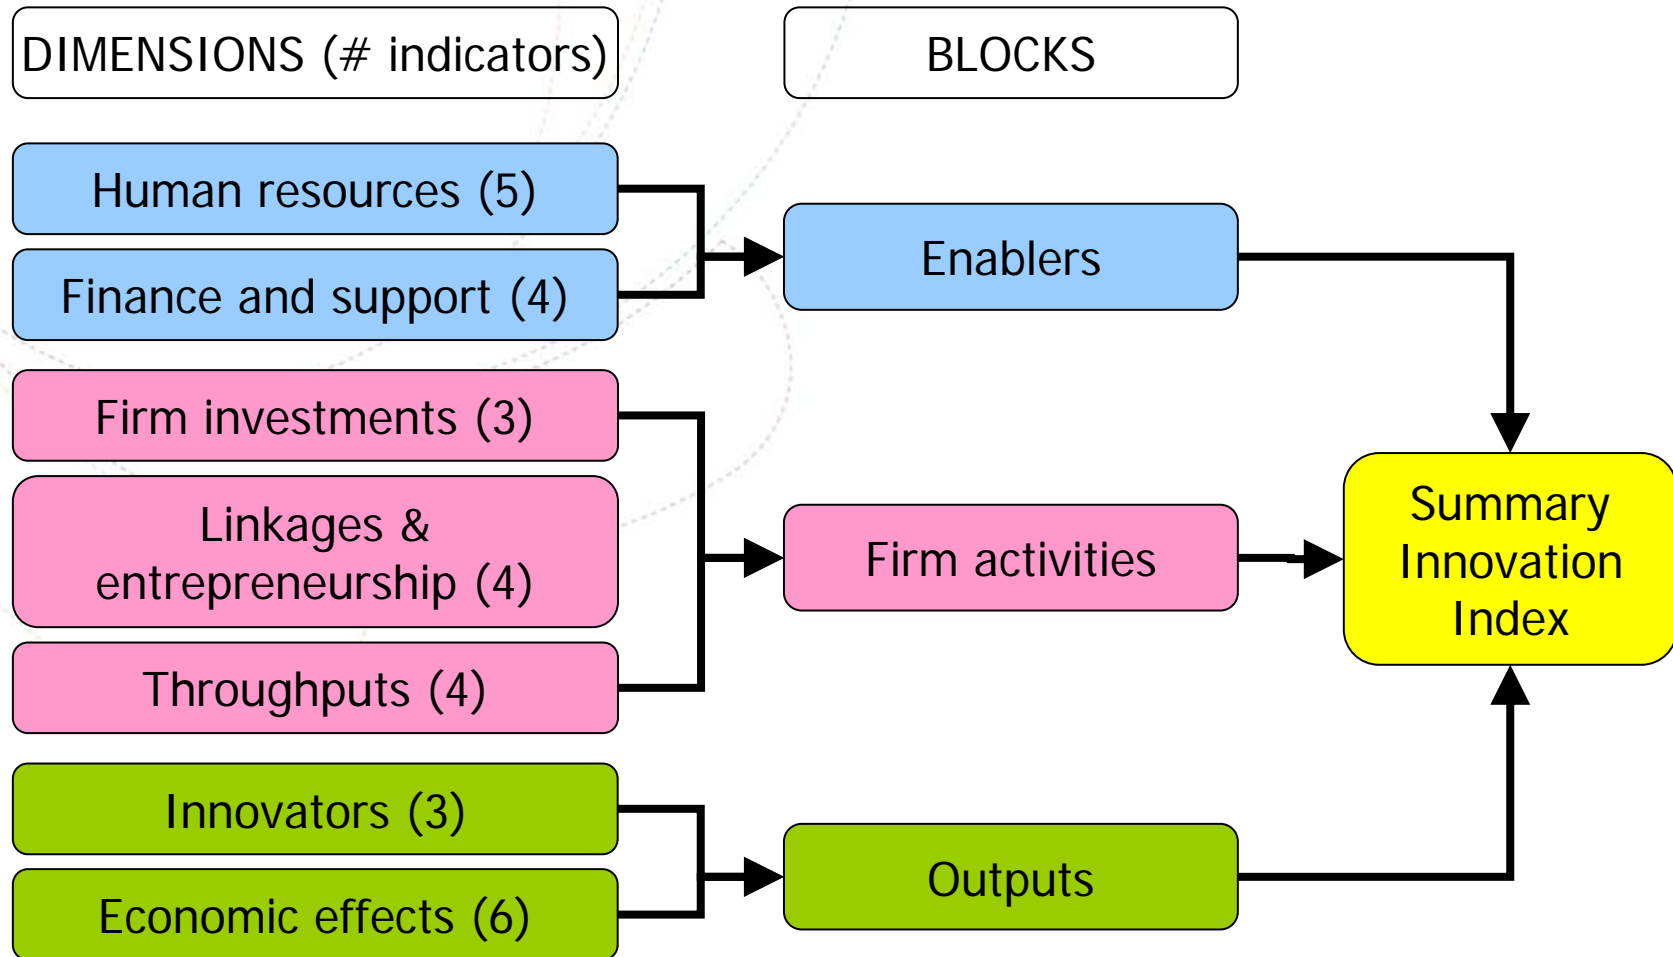 DIMENSIONS (# indicators)
BLOCKS
Human resources (5)
Finance and support (4)
Enablers
Firm investments (3)
Linkages &
entrepreneurship (4)
Throughputs (4)
Firm activities
Summary
Innovation
Index
Innovators (3)
Economic effects (6)
Outputs